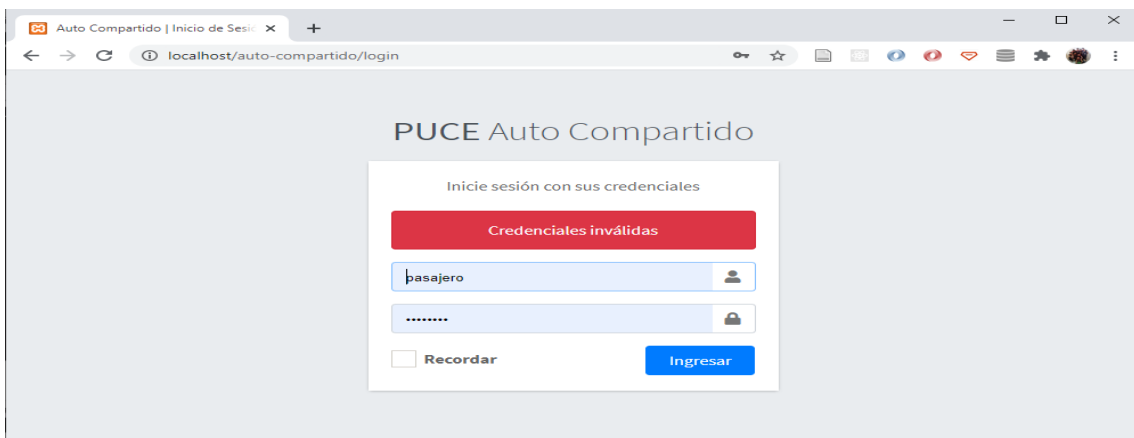 Auto Compartido | Inicio de Sesić
localhost/auto-compartido/login
PUCE Auto Compartido
Inicie sesión con sus credenciales
Credenciales inválidas
pasajero
••••••••
Recordar
Ingresar